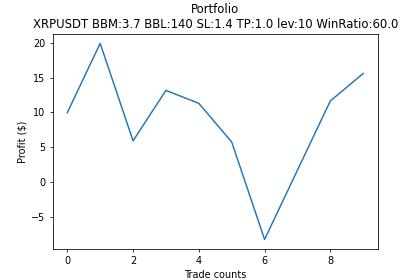 Portfolio
XRPUSDT BBM:3.7 BBL:140 SL:1.4 TP:1.0 lev:10 WinRatio:60.0
20
15
10
5
0
−5
Profit ($)
0 2 4 6 8
Trade counts